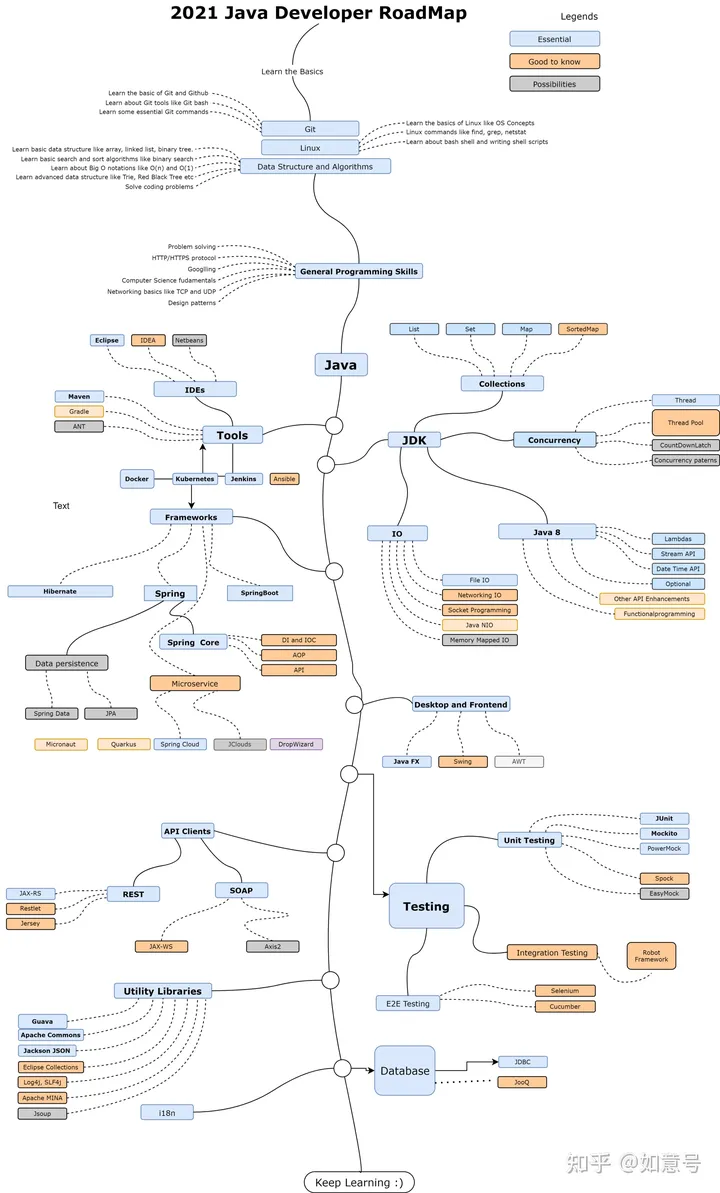 2021 Java Developer RoadMap
Legends
Essential
Good to know
Possibilities
Learn the Basics
Learn the basic of Git and Github
Learn about Git tools like Git bash
Learn some essential Git commands
Git
Linux
Learn the basics of Linux like OS Concepts
Linux commands like find, grep, netstat
Learn about bash shell and writing shell scripts
Data Structure and Algorithms
Learn basic data structure like array, linked list, binary tree.
Learn basic search and sort algorithms like binary search
Learn about Big O notations like O(n) and O(1)
Learn advanced data structure like Trie, Red Black Tree etc
Solve coding problems
Problem solving
HTTP/HTTPS protocol
Googlling
Computer Science fudamentals
Networking basics like TCP and UDP
Design patterns
General Programming Skills
Java
Eclipse
IDEA
Netbeans
IDEs
Maven
Gradle
ANT
Tools
Docker
Kubernetes
Jenkins
Ansible
Text
List
Set
Map
SortedMap
Collections
JDK
Concurrency
Thread
Thread Pool
CountDownLatch
Concurrency paterns
IO
File IO
Networking IO
Socket Programming
Java NIO
Memory Mapped IO
Java 8
Lambdas
Stream API
Date Time API
Optional
Other API Enhancements
Functionalprogramming
Frameworks
Hibernate
Spring
SpringBoot
Spring Core
DI and IOC
AOP
API
Data persistence
Microservice
Spring Data
JPA
Micronaut
Quarkus
Spring Cloud
JClouds
DropWizard
Desktop and Frontend
Java FX
Swing
AWT
API Clients
REST
SOAP
JAX-RS
Restlet
Jersey
JAX-WS
Axis2
Unit Testing
JUnit
Mockito
PowerMock
Spock
EasyMock
Testing
Integration Testing
Robot
Framework
E2E Testing
Selenium
Cucumber
Utility Libraries
Guava
Apache Commons
Jackson JSON
Eclipse Collections
Log4j, SLF4j
Apache MINA
Jsoup
i18n
Database
JDBC
JooQ
知乎 @如慧号
Keep Learning :)